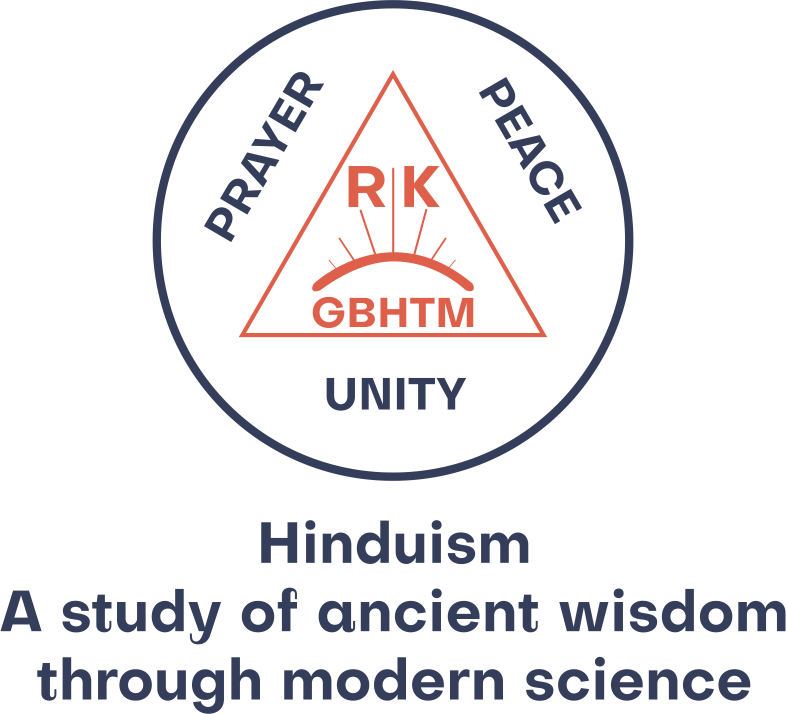 PRAYER
PEACE
R K
GBHTM
UNITY
Hinduism
A study of ancient wisdom
through modern science